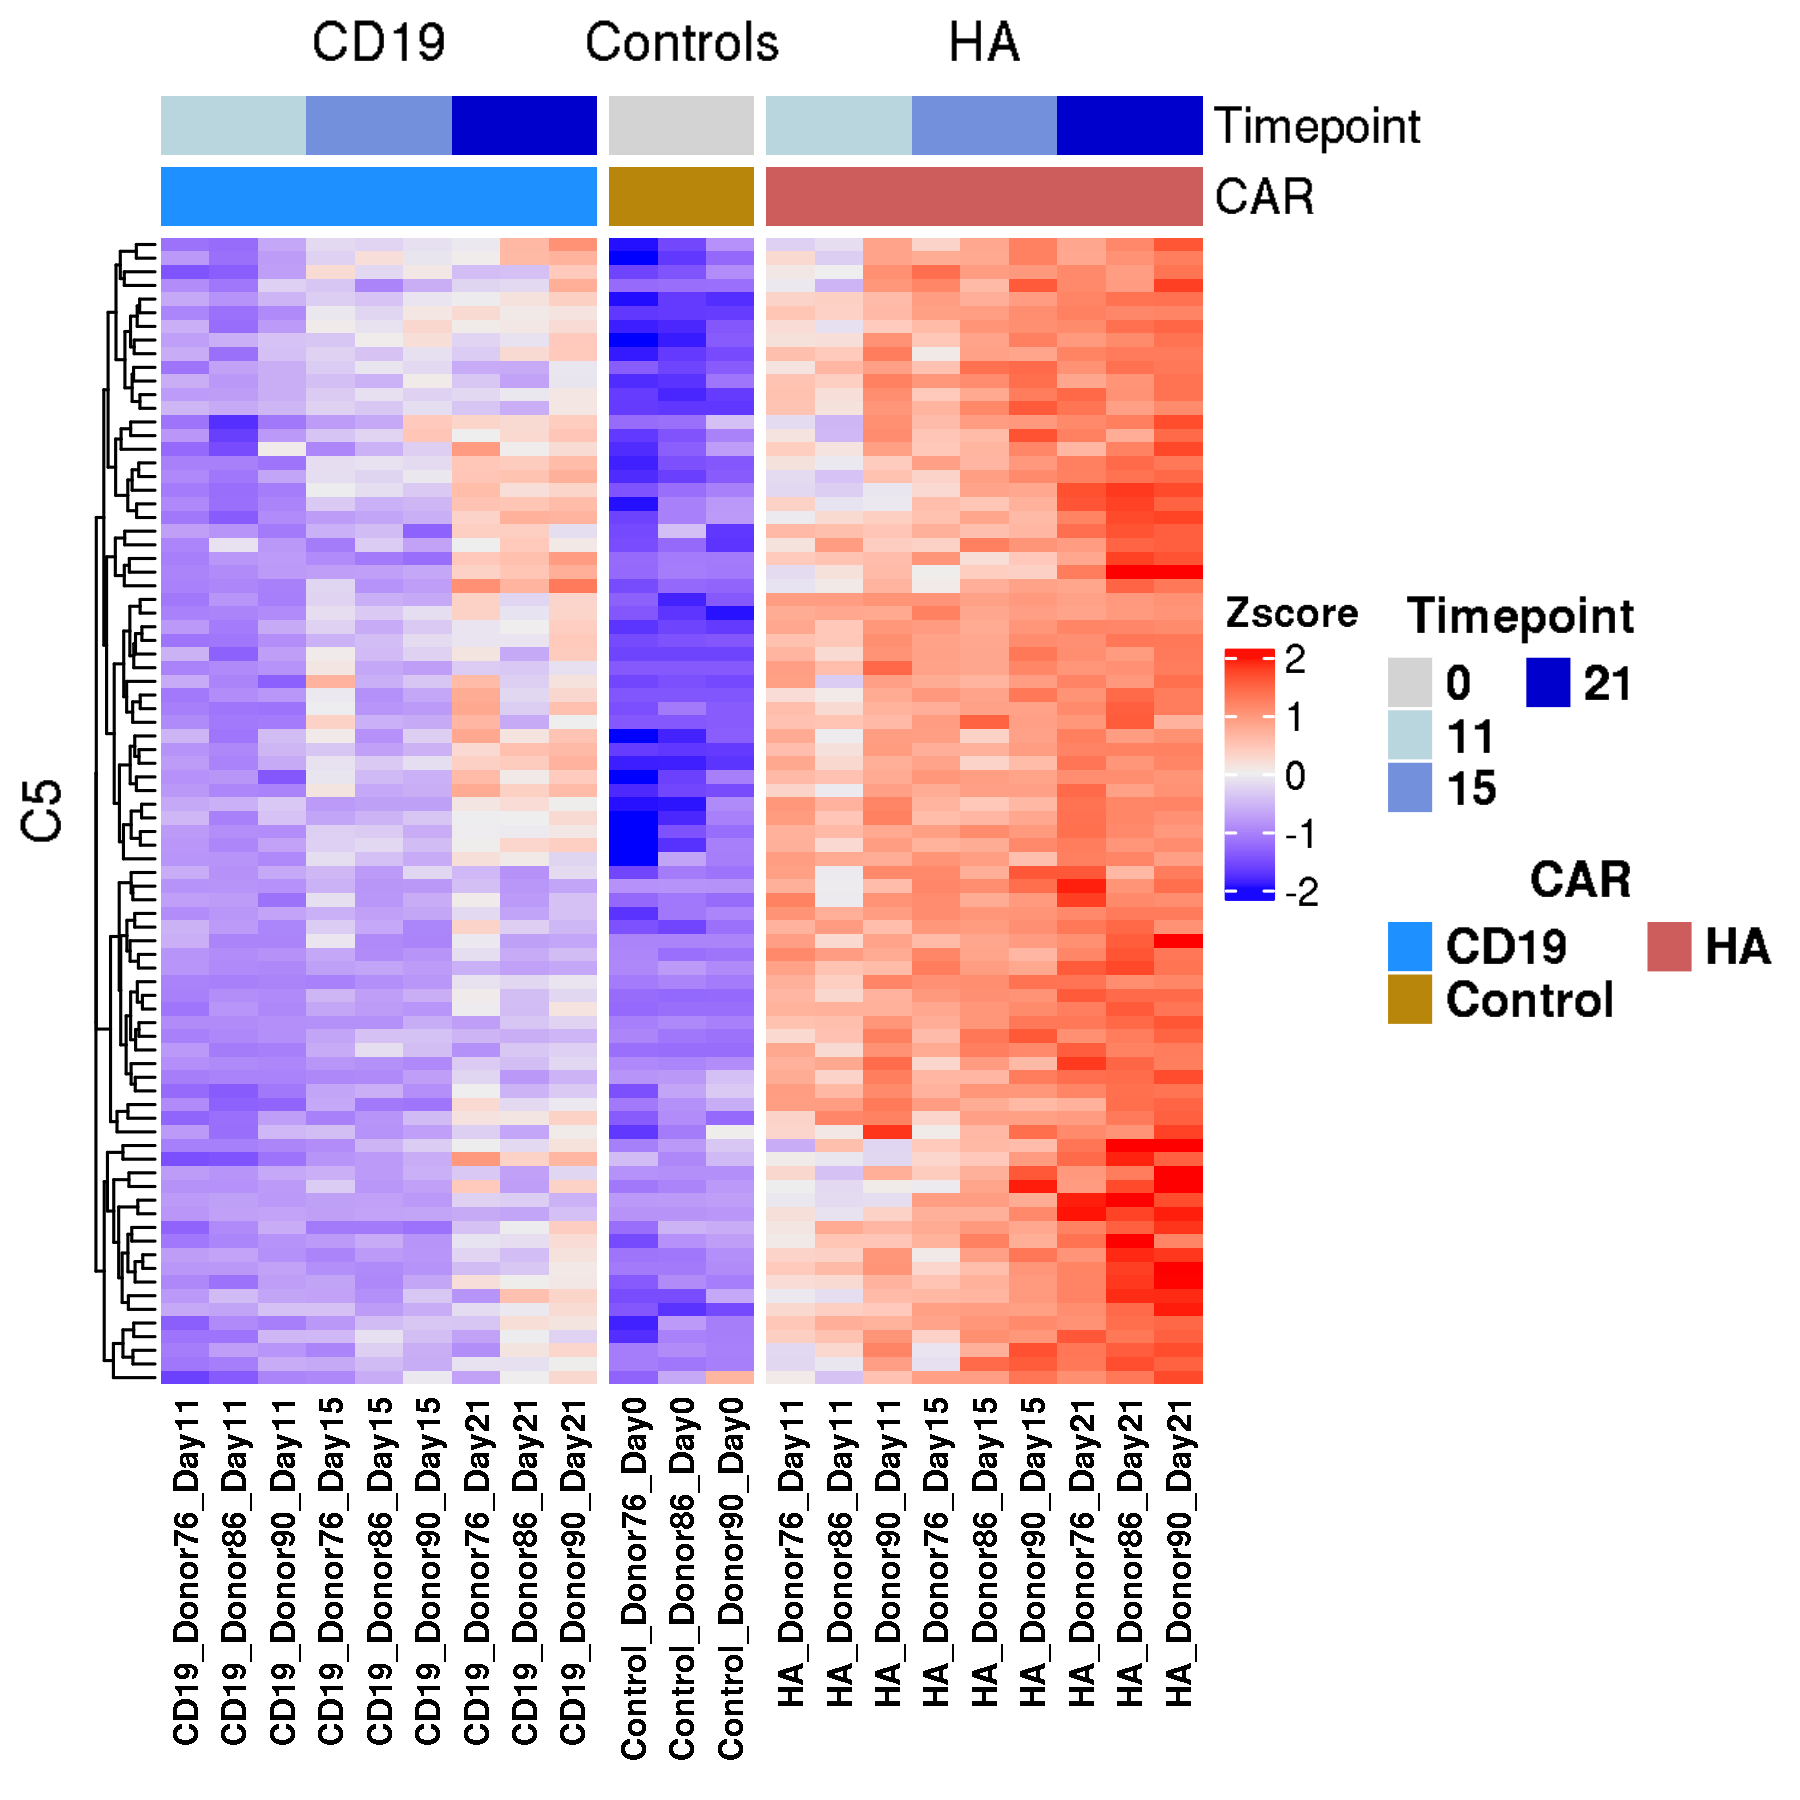 CD19 Controls HA
Timepoint
CAR
C5
Zscore
2
1
0
-1
-2
Timepoint
0 21
11
15
CAR
CD19 HA
Control
CD19_Donor76_Day11
CD19_Donor86_Day11
CD19_Donor90_Day11
CD19_Donor76_Day15
CD19_Donor86_Day15
CD19_Donor90_Day15
CD19_Donor76_Day21
CD19_Donor86_Day21
CD19_Donor90_Day21
Control_Donor76_Day0
Control_Donor86_Day0
Control_Donor90_Day0
HA_Donor76_Day11
HA_Donor86_Day11
HA_Donor90_Day11
HA_Donor76_Day15
HA_Donor86_Day15
HA_Donor90_Day15
HA_Donor76_Day21
HA_Donor86_Day21
HA_Donor90_Day21